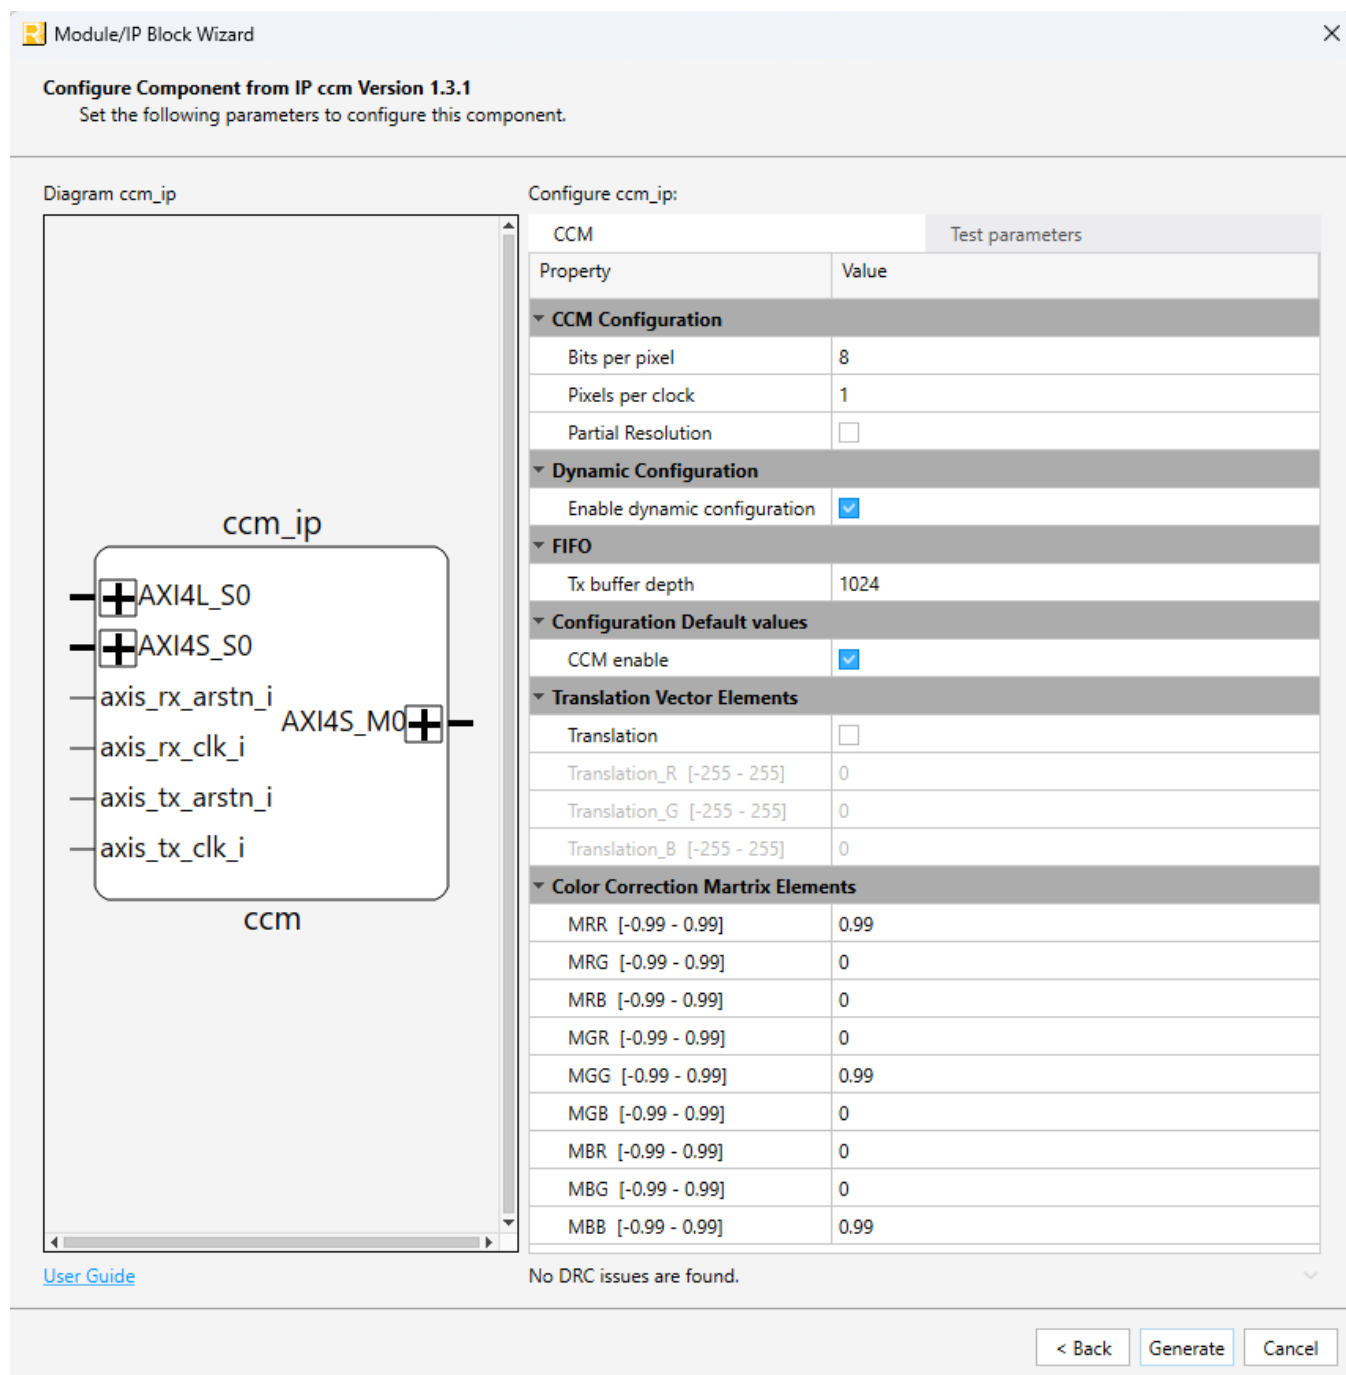 Module/IP Block Wizard
Configure Component from IP ccm Version 1.3.1
Set the following parameters to configure this component.
Diagram ccm_ip
ccm_ip
AXI4L_S0
AXI4S_S0
axis_rx_arstn_i
AXI4S_M0
axis_rx_clk_i
axis_tx_arstn_i
axis_tx_clk_i
ccm
User Guide
Configure ccm_ip:
CCM Test parameters
Property Value
CCM Configuration
Bits per pixel 8
Pixels per clock 1
Partial Resolution
Dynamic Configuration
Enable dynamic configuration
FIFO
Tx buffer depth 1024
Configuration Default values
CCM enable
Translation Vector Elements
Translation
Translation_R [-255 - 255] 0
Translation_G [-255 - 255] 0
Translation_B [-255 - 255] 0
Color Correction Martrix Elements
MRR [-0.99 - 0.99] 0.99
MRG [-0.99 - 0.99] 0
MRB [-0.99 - 0.99] 0
MGR [-0.99 - 0.99] 0
MGG [-0.99 - 0.99] 0.99
MGB [-0.99 - 0.99] 0
MBR [-0.99 - 0.99] 0
MBG [-0.99 - 0.99] 0
MBB [-0.99 - 0.99] 0.99
No DRC issues are found.
< Back Generate Cancel